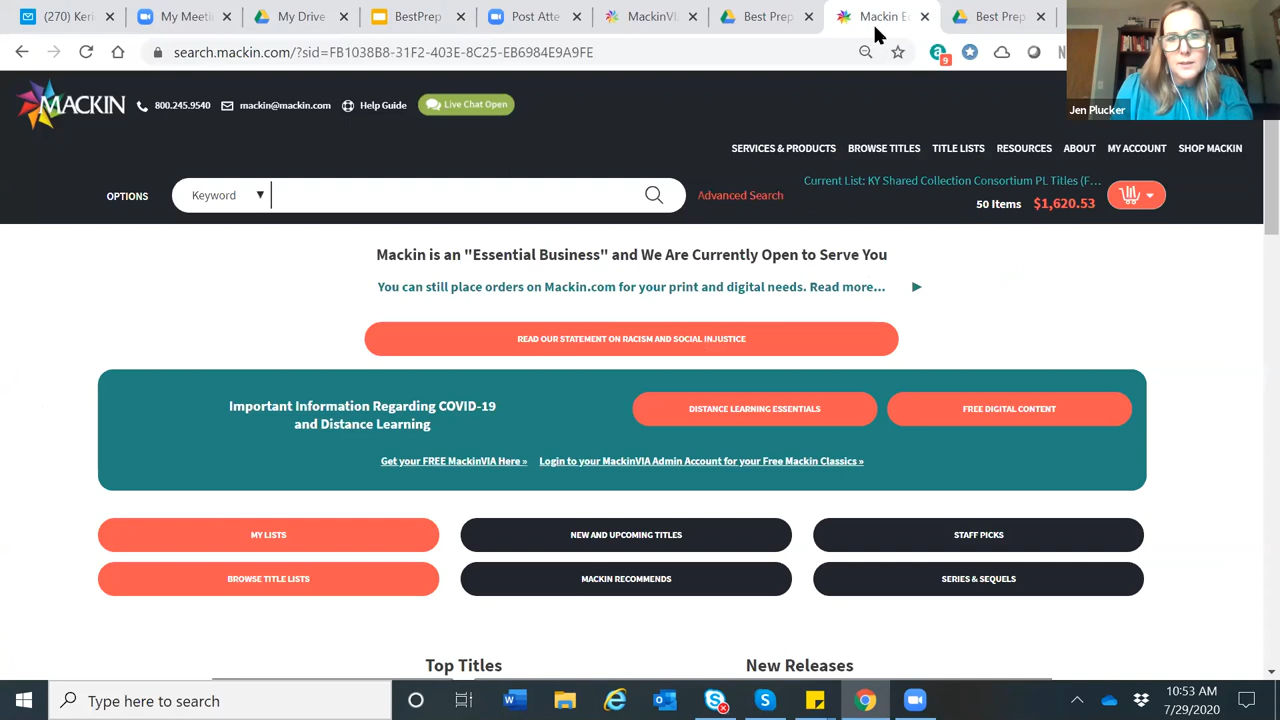 (270) Ker
My Meeti
My Drive
BestPrep
Post Atte
MackinVI
Best Prep
Mackin E
Best Prep
search.mackin.com/?sid=FB1038B8-31F2-403E-8C25-EB6984E9A9FE
9
Jen Plucker
MACKIN
800.245.9540
mackin@mackin.com
Help Guide
Live Chat Open
SERVICES & PRODUCTS
BROWSE TITLES
TITLE LISTS
RESOURCES
ABOUT
MY ACCOUNT
SHOP MACKIN
OPTIONS
Keyword
Advanced Search
Current List: KY Shared Collection Consortium PL Titles (F...
50 Items $1,620.53
Mackin is an "Essential Business" and We Are Currently Open to Serve You
You can still place orders on Mackin.com for your print and digital needs. Read more...
READ OUR STATEMENT ON RACISM AND SOCIAL INJUSTICE
Important Information Regarding COVID-19
and Distance Learning
DISTANCE LEARNING ESSENTIALS
FREE DIGITAL CONTENT
Get your FREE MackinVIA Here »
Login to your MackinVIA Admin Account for your Free Mackin Classics »
MY LISTS
NEW AND UPCOMING TITLES
STAFF PICKS
BROWSE TITLE LISTS
MACKIN RECOMMENDS
SERIES & SEQUELS
Top Titles
New Releases
Type here to search
10:53 AM
7/29/2020